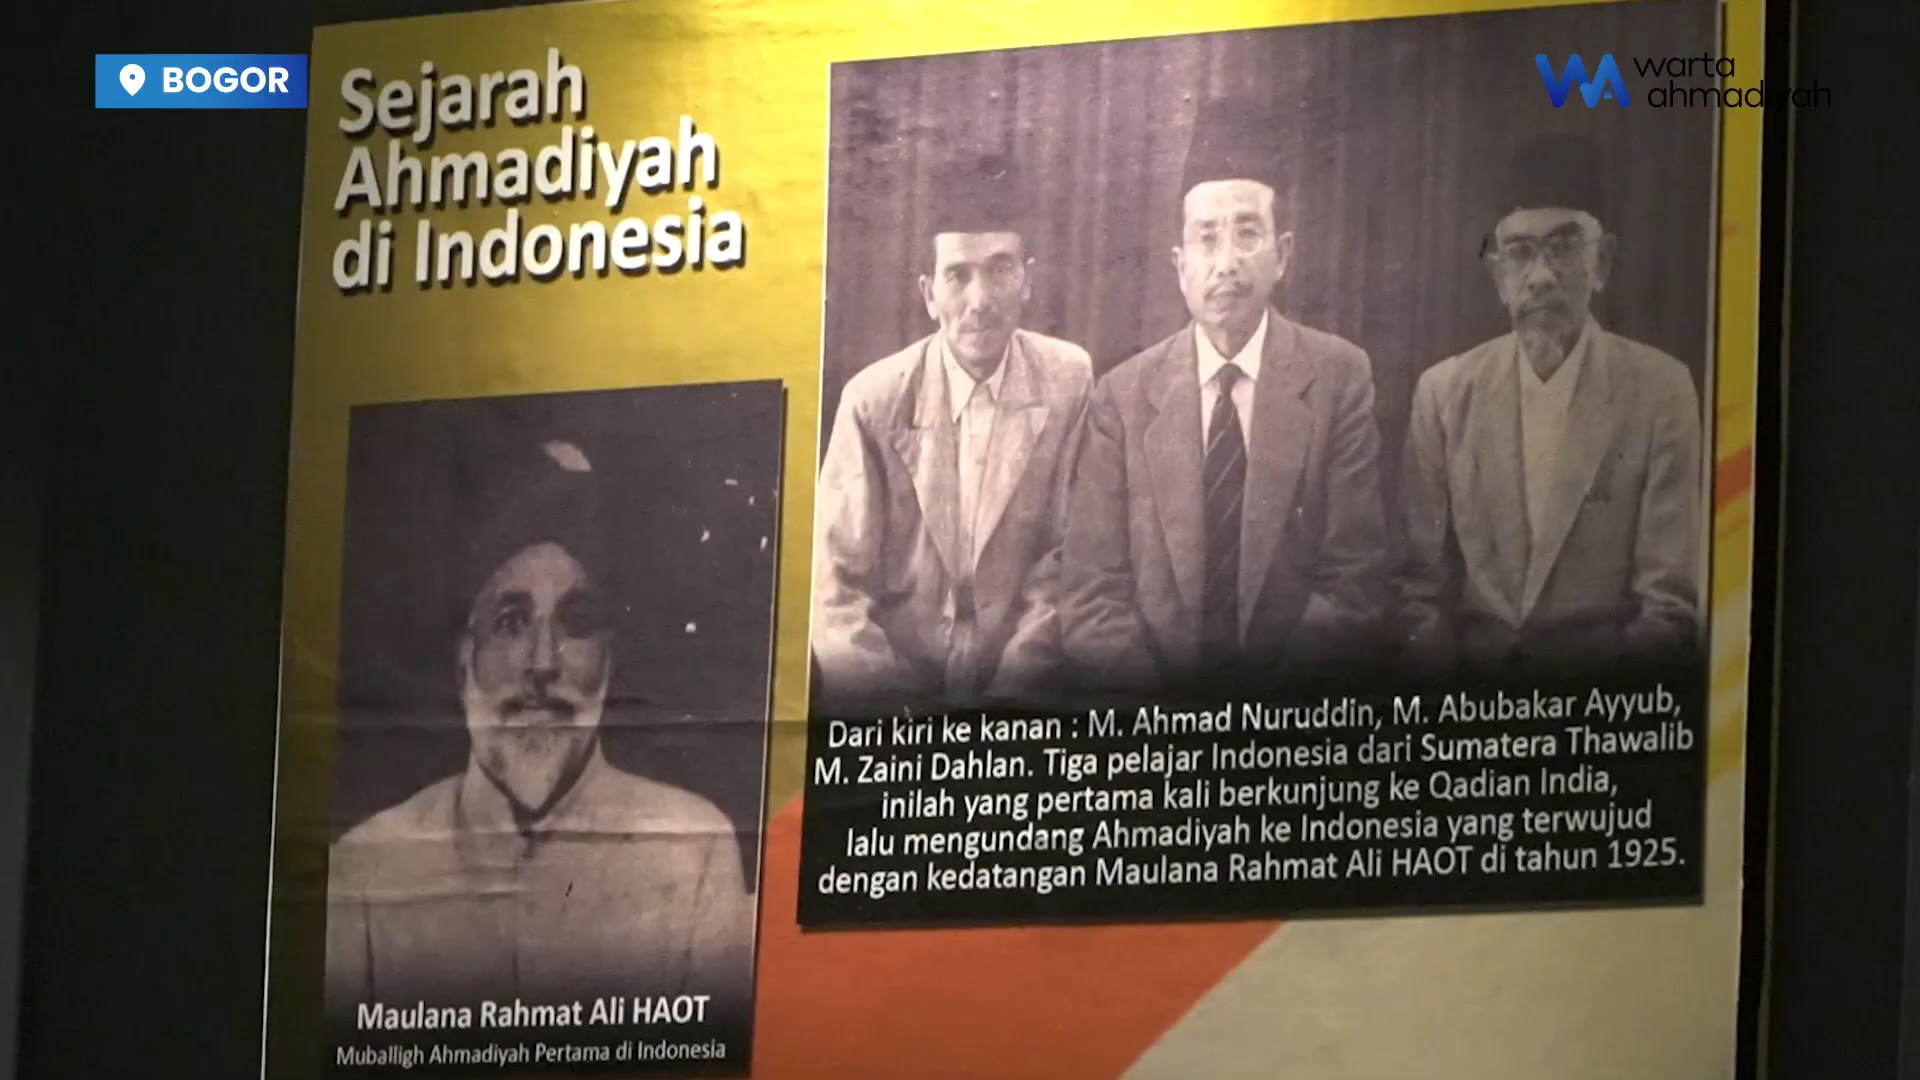 BOGOR
warta
ahmadiyah
Sejarah
Ahmadiyah
di Indonesia
Dari kiri ke kanan : M. Ahmad Nuruddin, M. Abubakar Ayyub,
M. Zaini Dahlan. Tiga pelajar Indonesia dari Sumatera Thawalib
inilah yang pertama kali berkunjung ke Qadian India,
lalu mengundang Ahmadiyah ke Indonesia yang terwujud
dengan kedatangan Maulana Rahmat Ali HAOT di tahun 1925.
Maulana Rahmat Ali HAOT
Muballigh Ahmadiyah Pertama di Indonesia